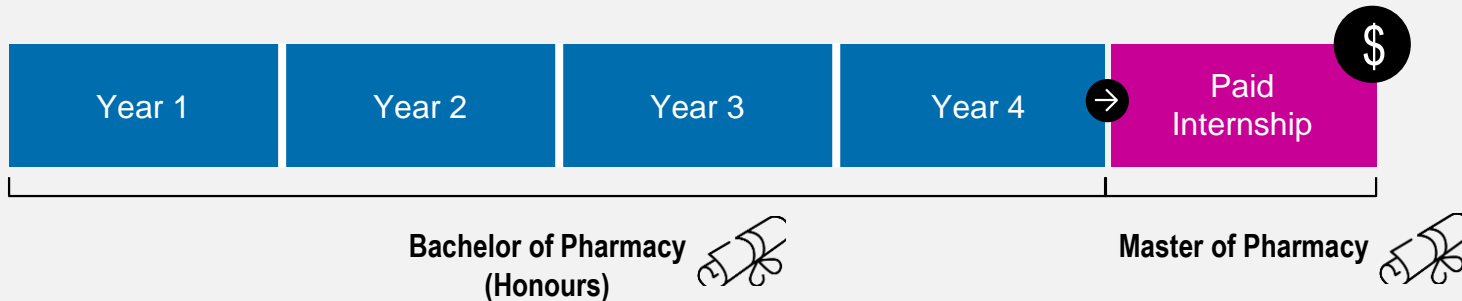 $
Year 1
Year 2
Year 3
Year 4
Paid
Internship
Bachelor of Pharmacy
(Honours)
Master of Pharmacy